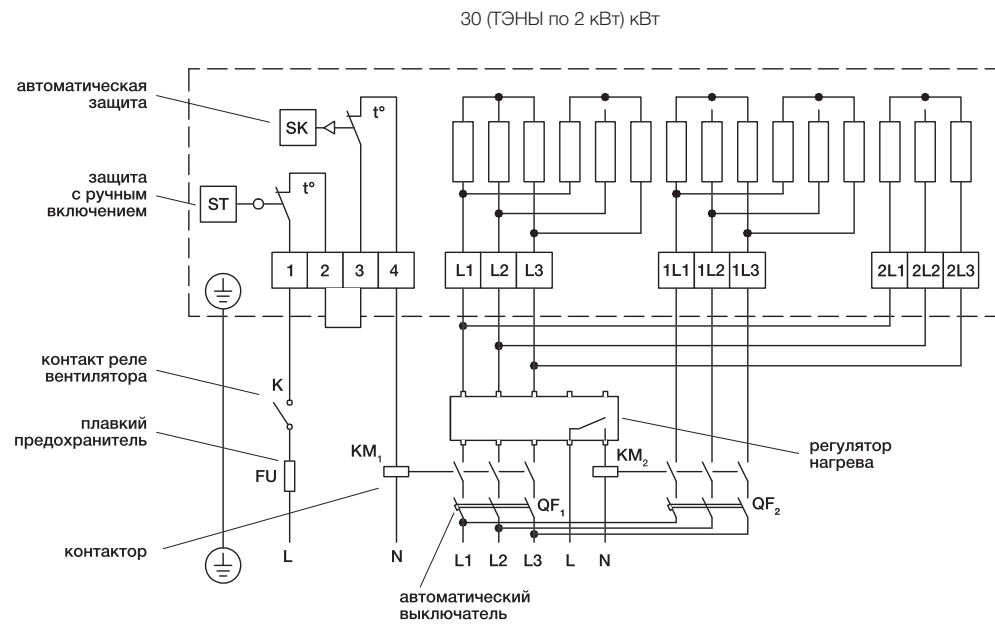 30 (ТЭНЫ по 2 кВт) кВт
автоматическая
защита
SK
t°
защита
с ручным
включением
ST
t°
1 2 3 4
L1 L2 L3
1L1 1L2 1L3
2L1 2L2 2L3
контакт реле
вентилятора
K
плавкий
предохранитель
FU
KM1
KM2
регулятор
нагрева
QF1
QF2
контактор
L N L1 L2 L3 L N
автоматический
выключатель